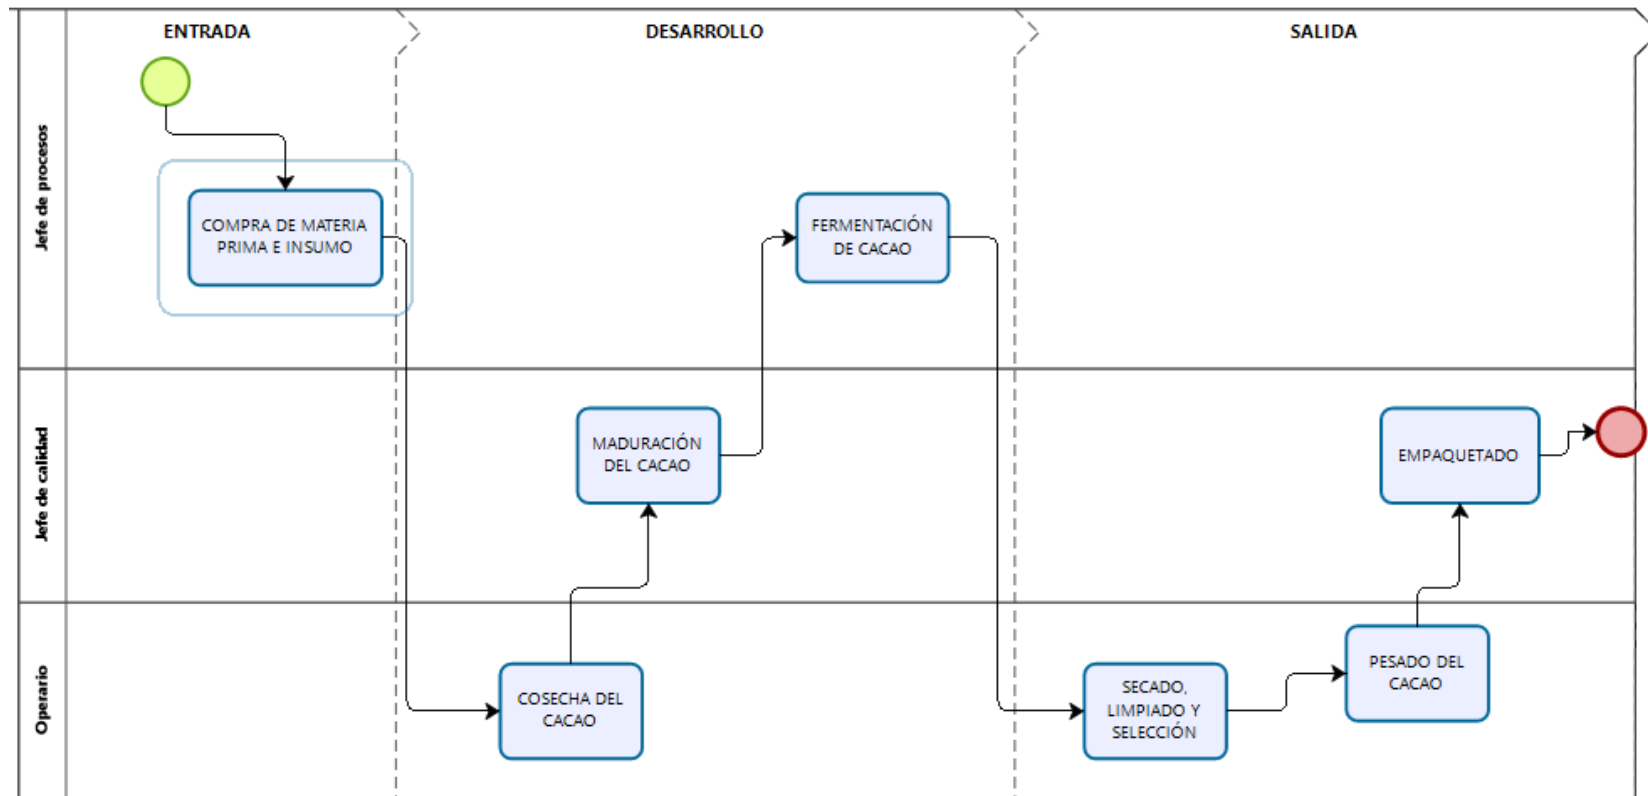 ENTRADA
DESARROLLO
SALIDA
Jefe de procesos
COMPRA DE MATERIA
PRIMA E INSUMO
FERMENTACIÓN
DE CACAO
Jefe de calidad
MADURACIÓN
DEL CACAO
EMPAQUETADO
Operario
COSECHA DEL
CACAO
SECADO,
LIMPIADO Y
SELECCIÓN
PESADO DEL
CACAO